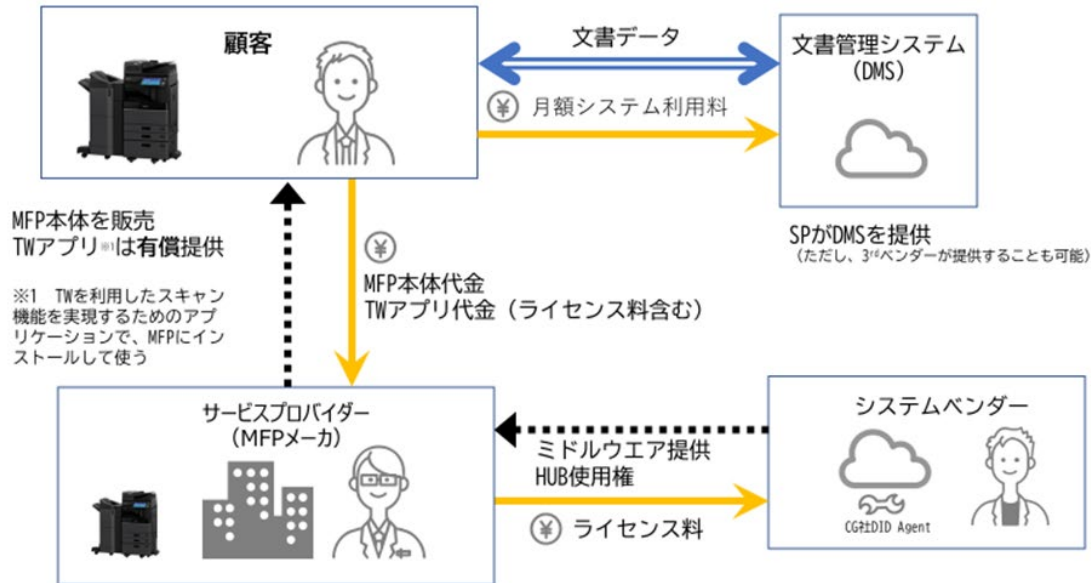 顧客
文書データ
¥ 月額システム利用料
文書管理システム
(DMS)
SPがDMSを提供
(ただし、3rdベンダーが提供することも可能)
MFP本体を販売
TWアプリ※1は有償提供
※1 TWを利用したスキャン
機能を実現するためのアプ
リケーションで、MFPにイン
ストールして使う
¥
MFP本体代金
TWアプリ代金（ライセンス料含む）
サービスプロバイダー
(MFPメーカ)
ミドルウエア提供
HUB使用権
¥ ライセンス料
システムベンダー
CG社DID Agent